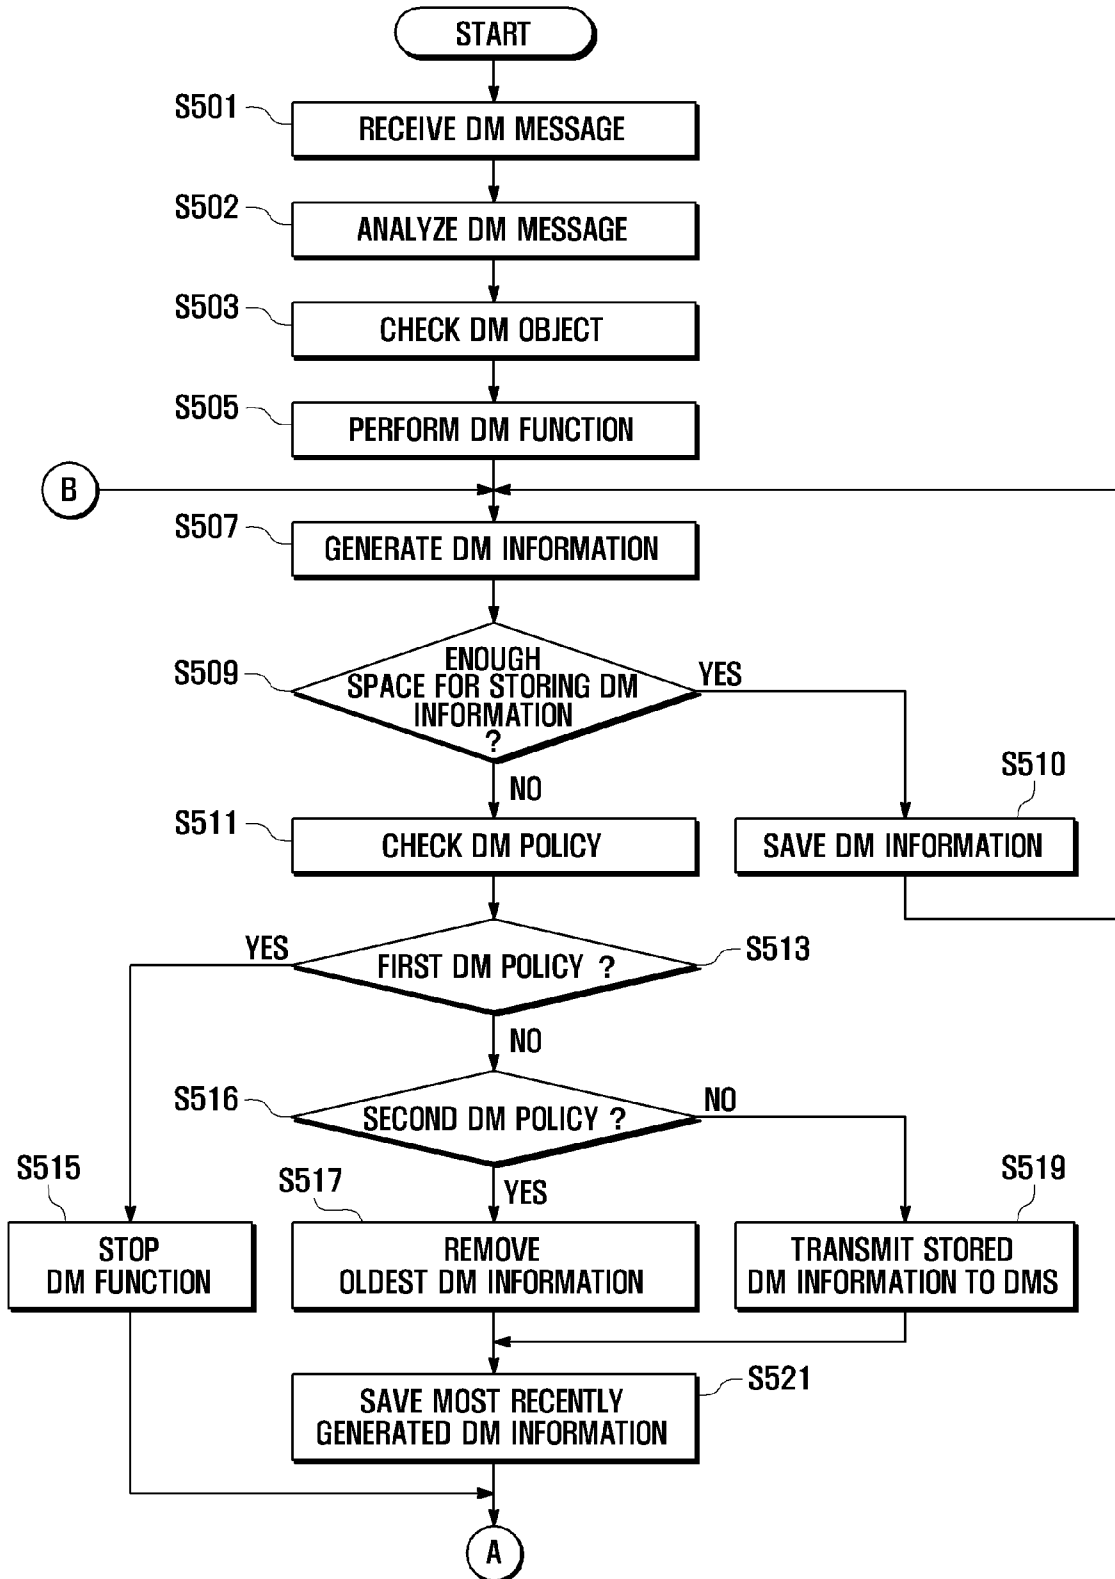 START
S501
RECEIVE DM MESSAGE
S502
ANALYZE DM MESSAGE
S503
CHECK DM OBJECT
S505
PERFORM DM FUNCTION
B
S507
GENERATE DM INFORMATION
S509
ENOUGH
SPACE FOR STORING DM
INFORMATION
?
YES
NO
S510
SAVE DM INFORMATION
S511
CHECK DM POLICY
YES
FIRST DM POLICY ?
S513
NO
S516
SECOND DM POLICY ?
NO
YES
S515
STOP
DM FUNCTION
S517
REMOVE
OLDEST DM INFORMATION
S519
TRANSMIT STORED
DM INFORMATION TO DMS
S521
SAVE MOST RECENTLY
GENERATED DM INFORMATION
A